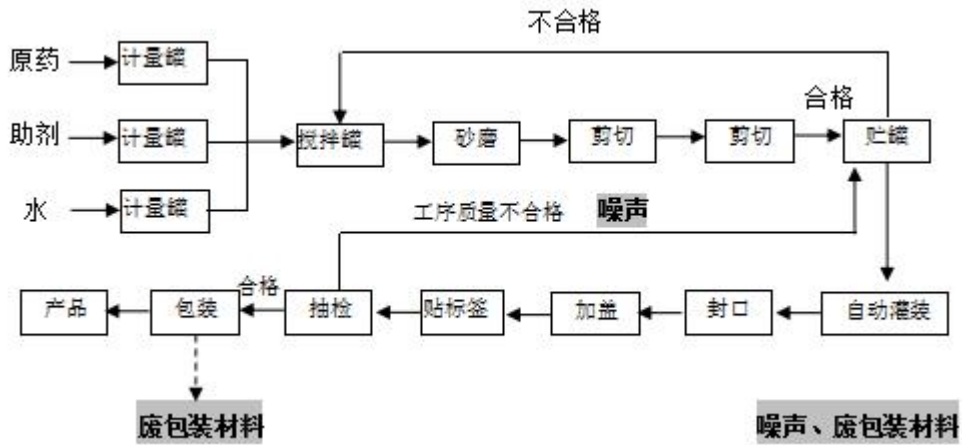 不合格
原药
计量罐
合格
助剂
计量罐
搅拌罐
砂磨
剪切
剪切
贮罐
水
计量罐
工序质量不合格
噪声
产品
包装
合格
抽检
贴标签
加盖
封口
自动灌装
废包装材料
噪声、废包装材料